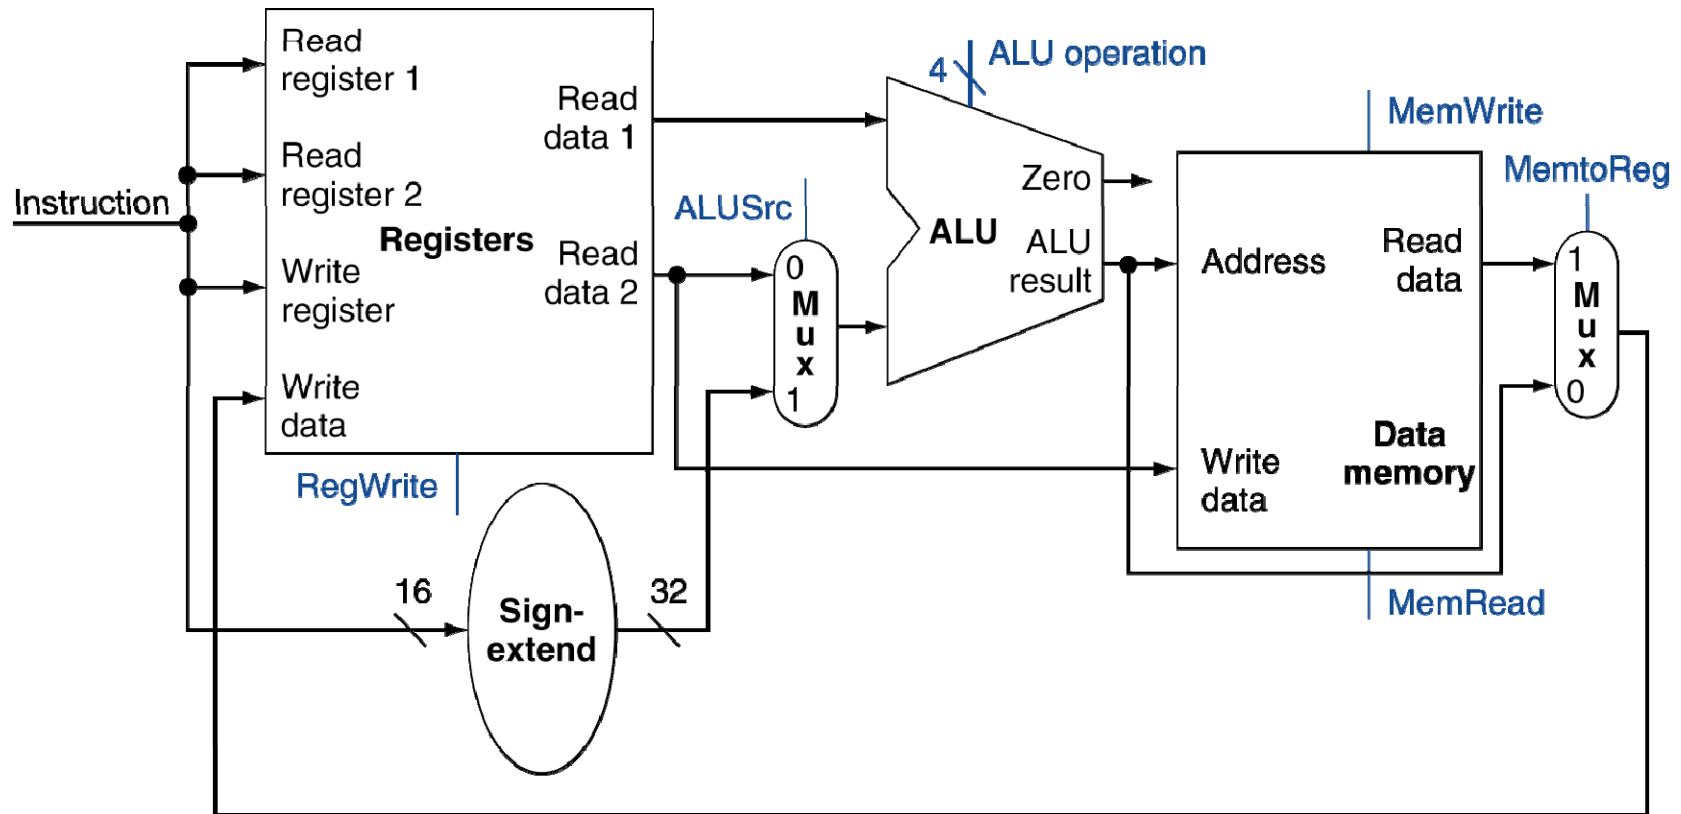 Instruction
Read
register 1
Read
register 2
Write
register
Write
data
Registers
Read
data 1
Read
data 2
RegWrite
16
Sign-
extend
32
ALUSrc
0
M
u
x
1
4
ALU operation
ALU
Zero
ALU
result
MemWrite
Address
Read
data
Write
data
Data
memory
MemRead
MemtoReg
1
M
u
x
0